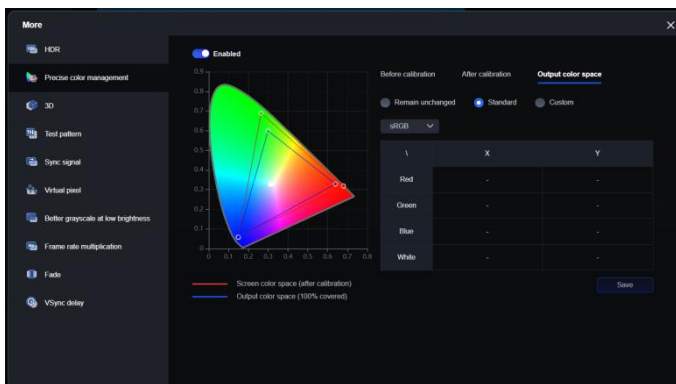 More
HDR
Precise color management
3D
Test pattern
Sync signal
Virtual pixel
Better grayscale at low brightness
Frame rate multiplication
Fade
VSync delay
Enabled
0.9
0.8
0.7
0.6
0.5
0.4
0.3
0.2
0.1
0
0 0.1 0.2 0.3 0.4 0.5 0.6 0.7 0.8
Screen color space (after calibration)
Output color space (100% covered)
Before calibration After calibration Output color space
Remain unchanged Standard Custom
sRGB
\ X Y
Red - -
Green - -
Blue - -
White - -
Save